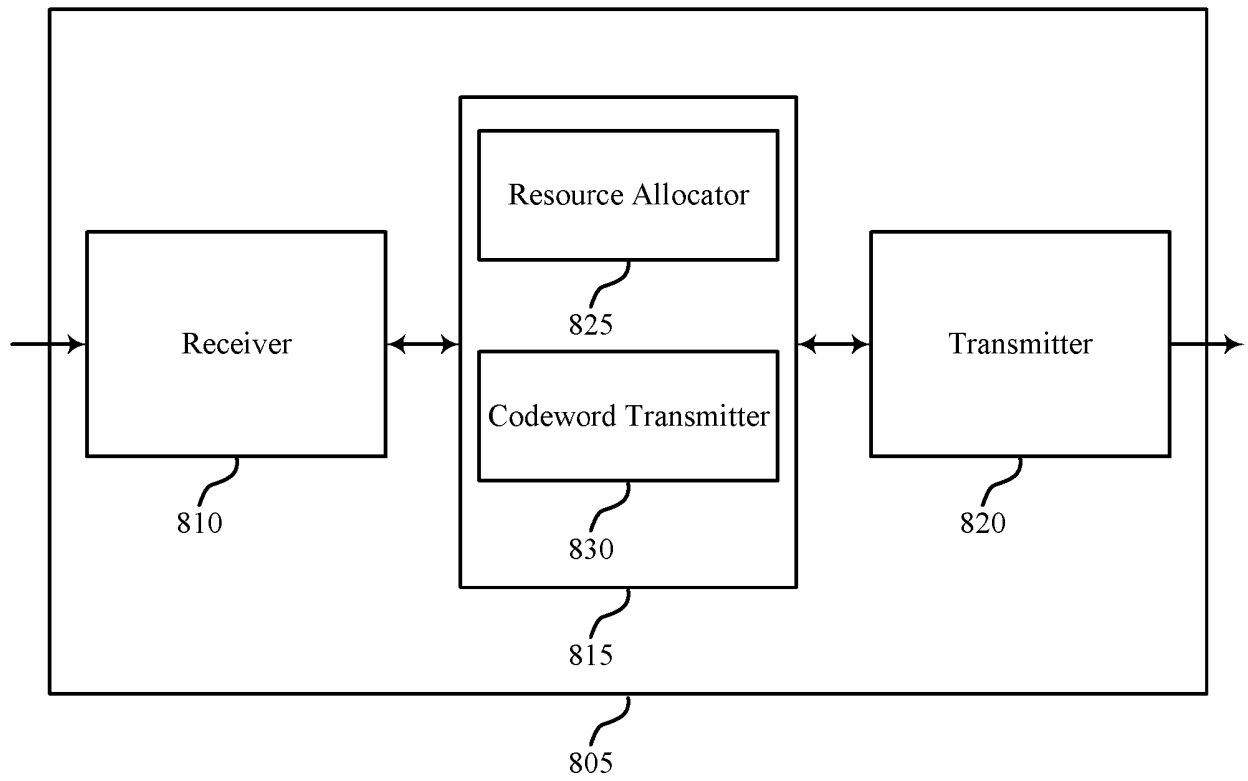 Resource Allocator
825
Receiver
Transmitter
Codeword Transmitter
810
830
820
815
805